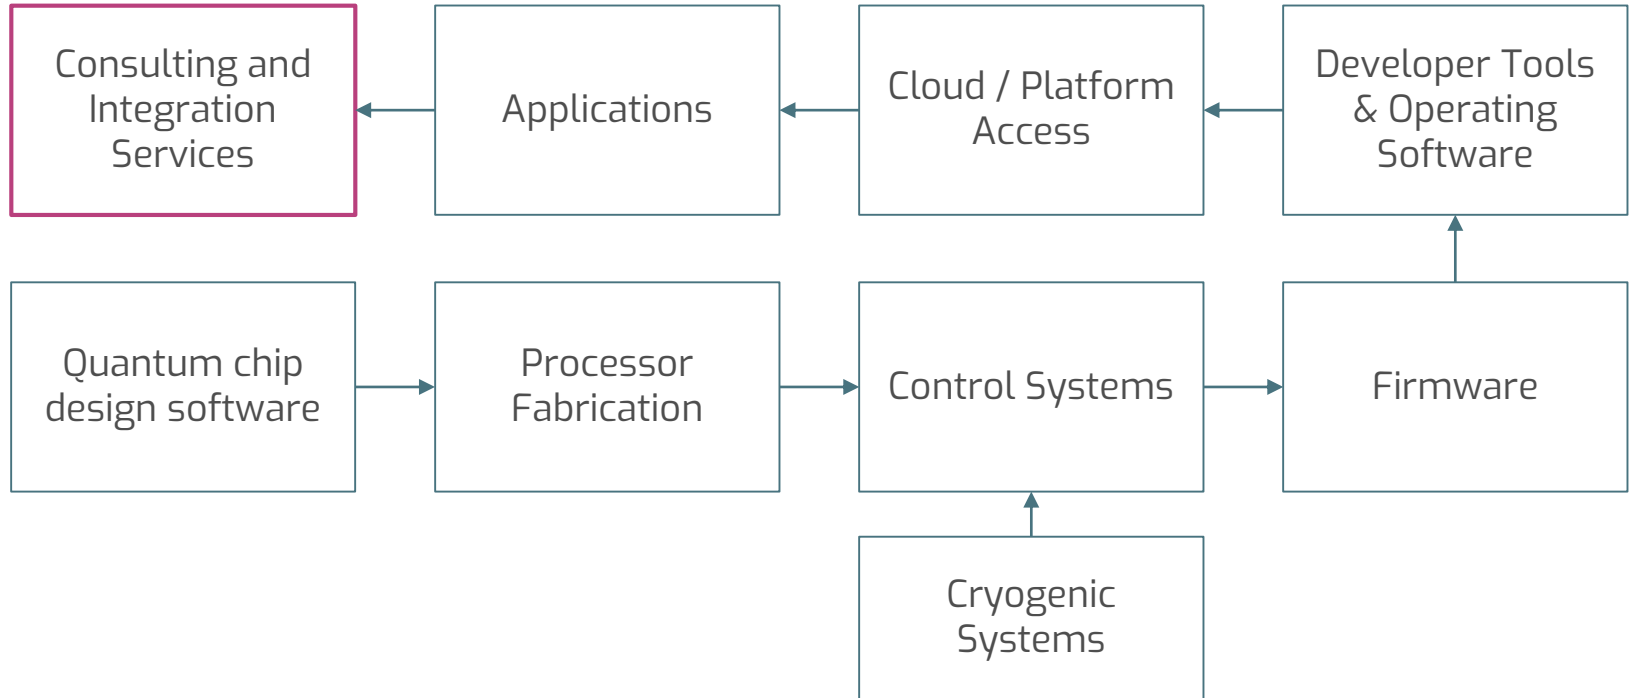 Consulting and
Integration
Services
Applications
Cloud / Platform
Access
Developer Tools
& Operating
Software
Quantum chip
design software
Processor
Fabrication
Control Systems
Firmware
Cryogenic
Systems